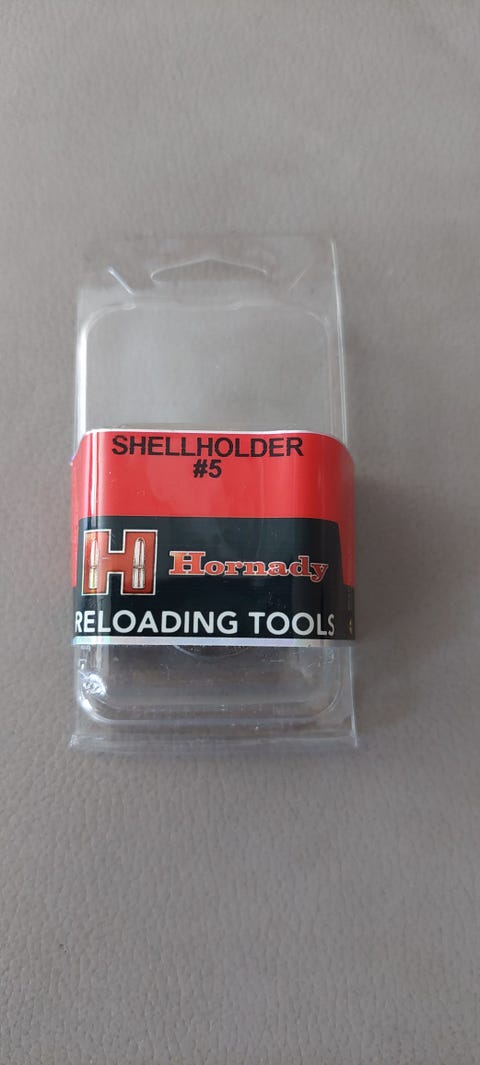 SHELLHOLDER
#5
H Hornady
RELOADING TOOLS